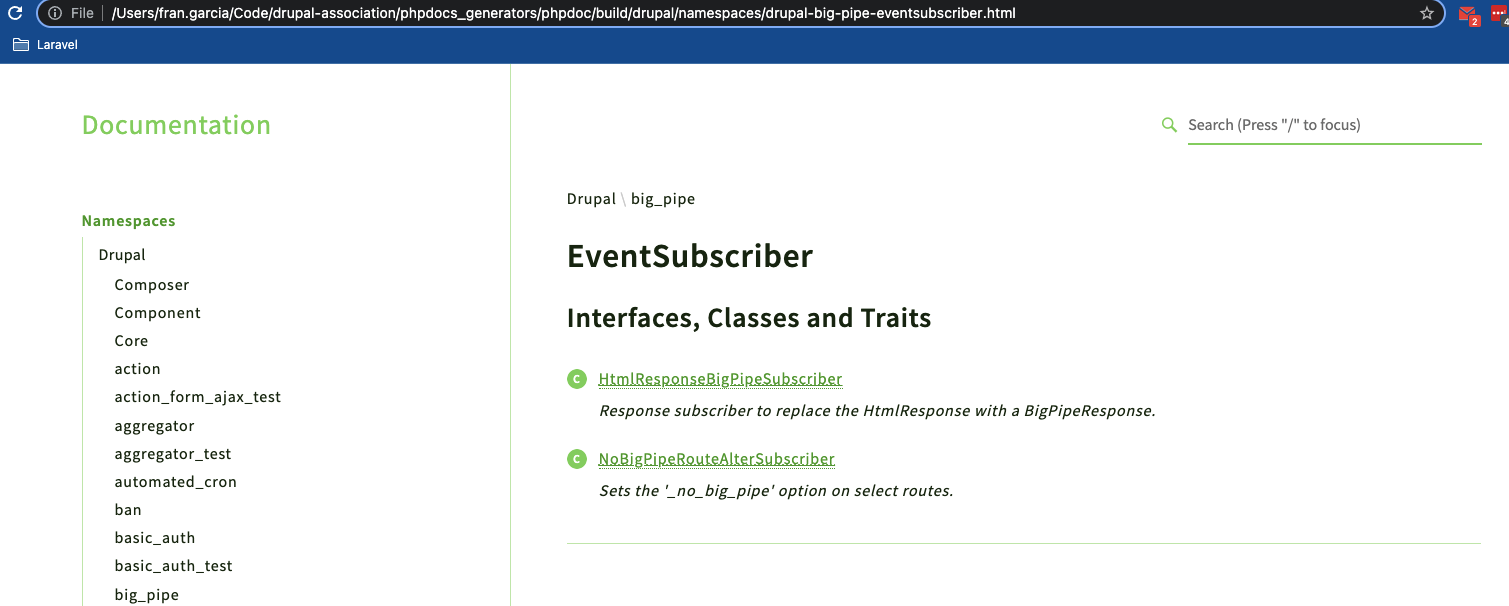 File /Users/fran.garcia/Code/drupal-association/phpdocs_generators/phpdoc/build/drupal/namespaces/drupal-big-pipe-eventsubscriber.html 2 4
Laravel
Documentation
Search (Press "/" to focus)
Namespaces
Drupal
Composer
Component
Core
action
action_form_ajax_test
aggregator
aggregator_test
automated_cron
ban
basic_auth
basic_auth_test
big_pipe
Drupal \ big_pipe
EventSubscriber
Interfaces, Classes and Traits
C HtmlResponseBigPipeSubscriber
Response subscriber to replace the HtmlResponse with a BigPipeResponse.
C NoBigPipeRouteAlterSubscriber
Sets the '_no_big_pipe' option on select routes.